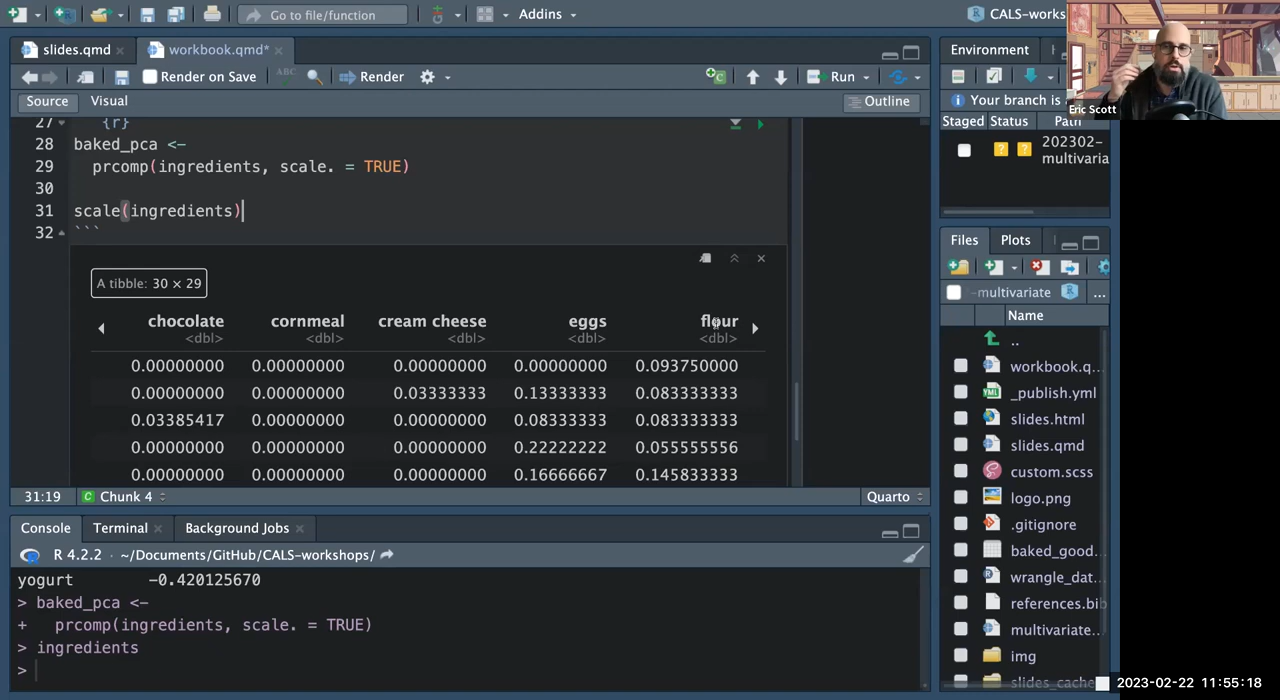 Go to file/function
Addins
CALS-works
slides.qmd
workbook.qmd*
Render on Save
ABC
Render
Run
Source
Visual
Outline
27
{r}
28
baked_pca <-
29
prcomp(ingredients, scale. = TRUE)
30
31
scale(ingredients)
32
```
A tibble: 30 × 29
chocolate
cornmeal
cream cheese
eggs
flour
<dbl>
<dbl>
<dbl>
<dbl>
<dbl>
0.00000000 0.00000000 0.00000000 0.00000000 0.093750000
0.00000000 0.00000000 0.03333333 0.13333333 0.083333333
0.03385417 0.00000000 0.00000000 0.08333333 0.083333333
0.00000000 0.00000000 0.00000000 0.22222222 0.055555556
0.00000000 0.00000000 0.00000000 0.16666667 0.145833333
31:19
Chunk 4
Quarto
Console
Terminal
Background Jobs
R 4.2.2 · ~/Documents/GitHub/CALS-workshops/
yogurt -0.420125670
> baked_pca <-
+ prcomp(ingredients, scale. = TRUE)
> ingredients
>
Environment
Eric Scott
Your branch is
Staged Status Path
202302-
multivaria
Files
Plots
-multivariate
...
Name
..
workbook.q...
_publish.yml
slides.html
slides.qmd
custom.scss
logo.png
.gitignore
baked_good...
wrangle_dat...
references.bib
multivariate...
img
slides_cache
2023-02-22 11:55:18